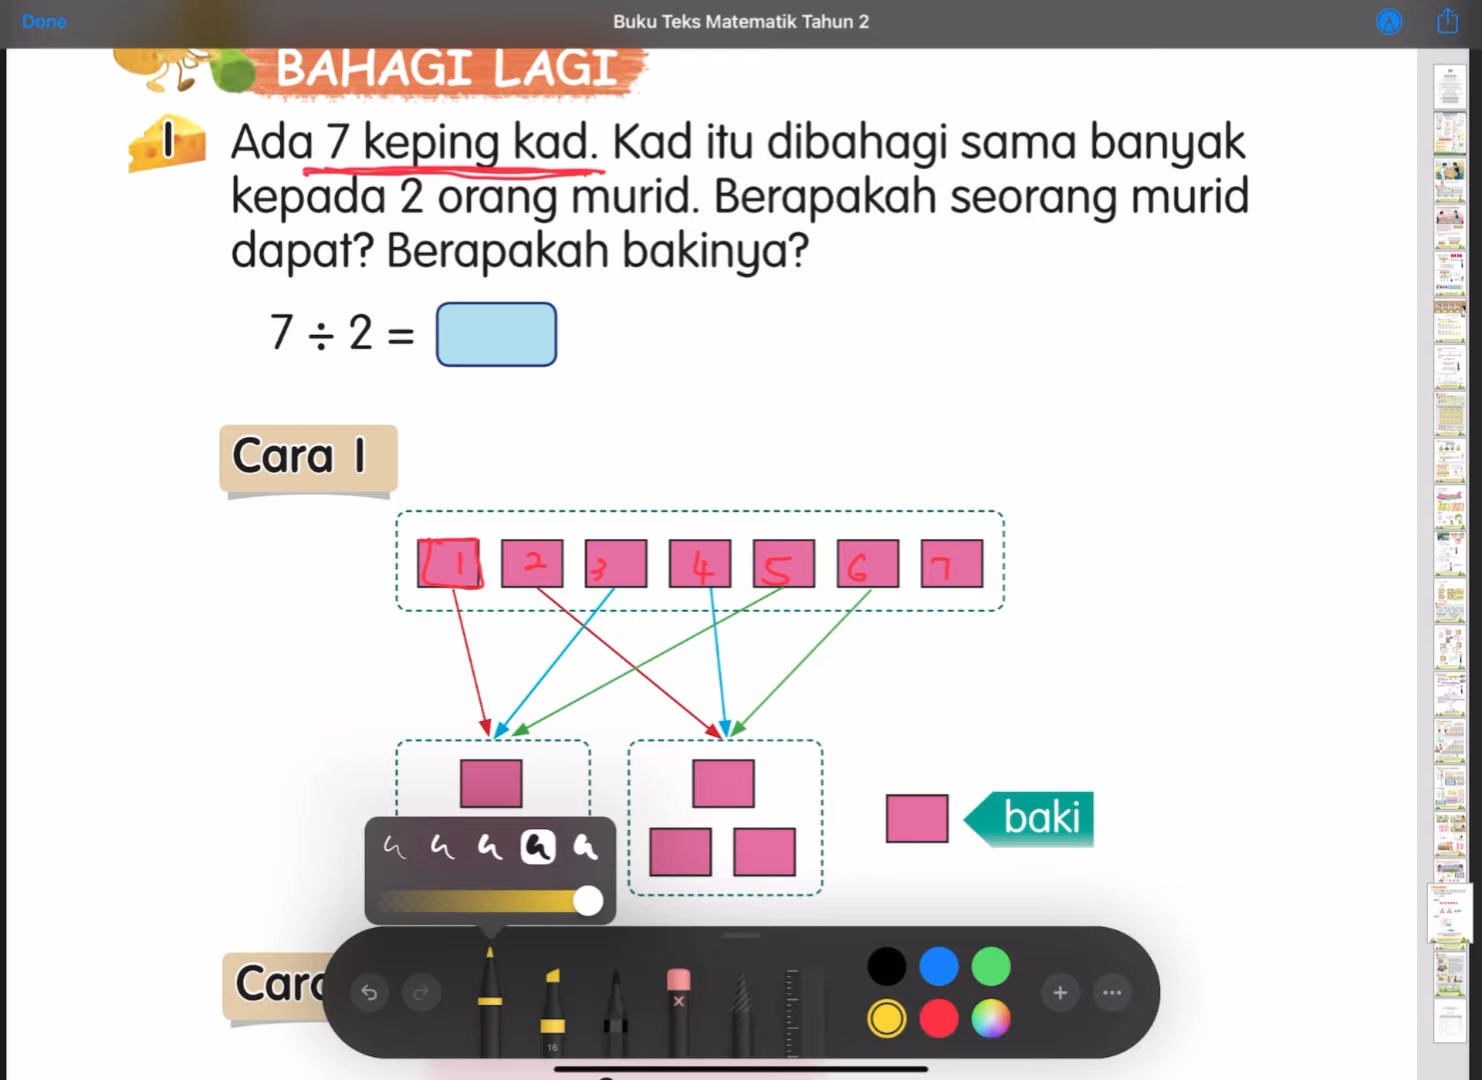 Done
Buku Teks Matematik Tahun 2
BAHAGI LAGI
1 Ada 7 keping kad. Kad itu dibahagi sama banyak
kepada 2 orang murid. Berapakah seorang murid
dapat? Berapakah bakinya?
7 ÷ 2 =
Cara 1
1 2 3 4 5 6 7
baki
Cara
16